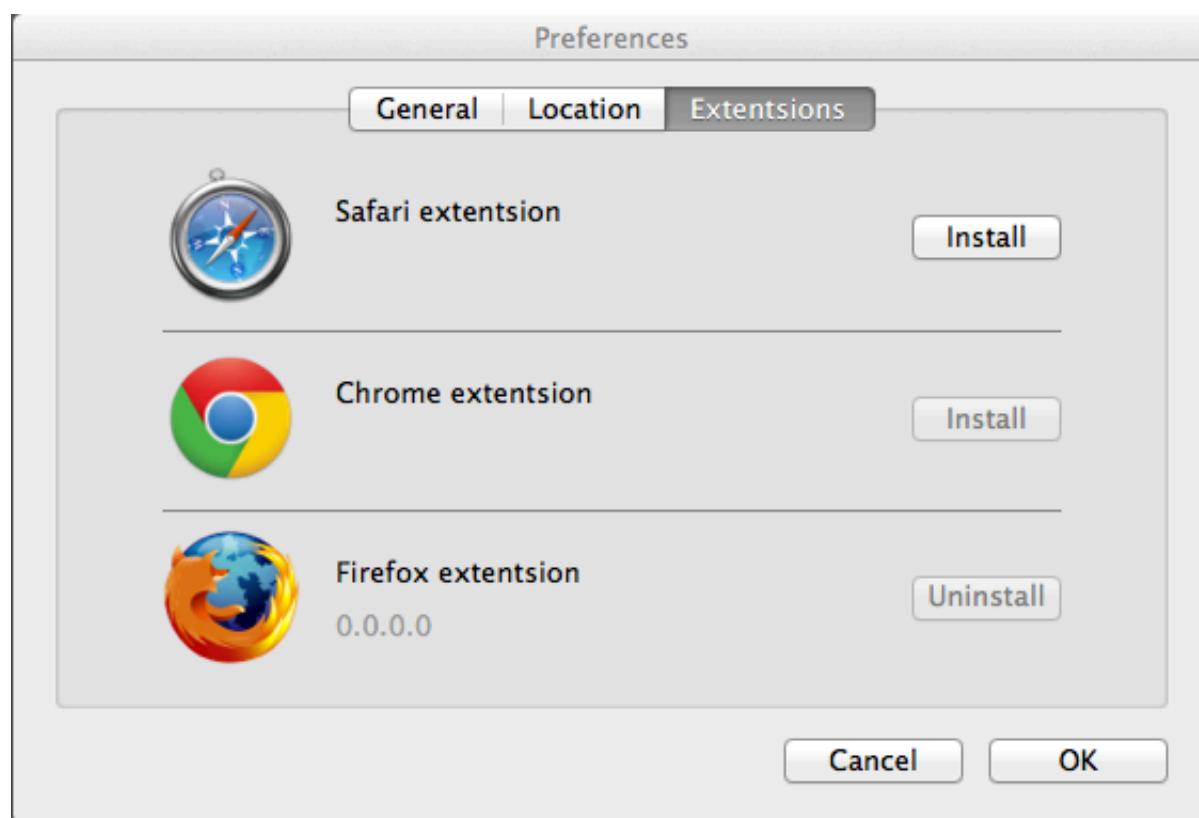 Preferences
General Location Extentsions
Safari extentsion
Install
Chrome extentsion
Install
Firefox extentsion
0.0.0.0
Uninstall
Cancel OK